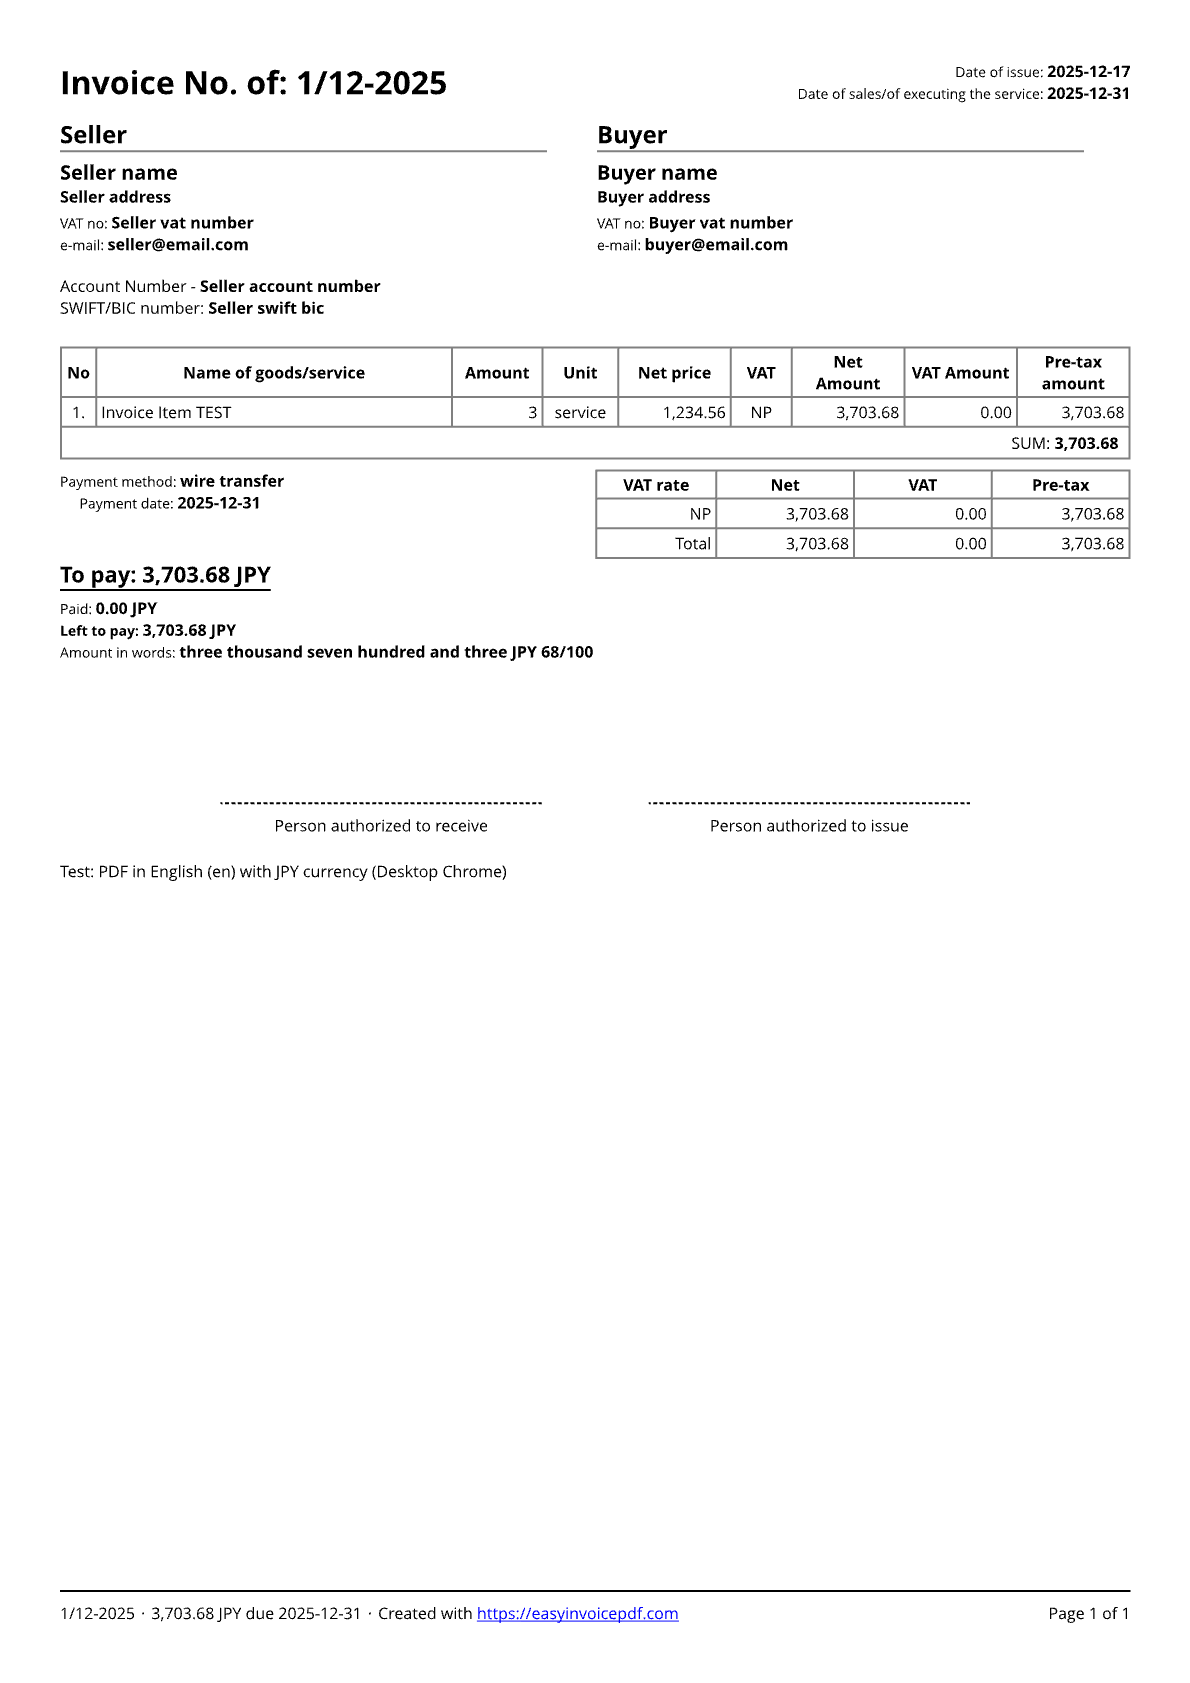 Invoice No. of: 1/12-2025
Date of issue: 2025-12-17
Date of sales/of executing the service: 2025-12-31
Seller
Seller name
Seller address
VAT no: Seller vat number
e-mail: seller@email.com
Account Number - Seller account number
SWIFT/BIC number: Seller swift bic
Buyer
Buyer name
Buyer address
VAT no: Buyer vat number
e-mail: buyer@email.com
No Name of goods/service Amount Unit Net price VAT Net Amount VAT Amount Pre-tax amount
1. Invoice Item TEST 3 service 1,234.56 NP 3,703.68 0.00 3,703.68
SUM: 3,703.68
Payment method: wire transfer
Payment date: 2025-12-31
VAT rate Net VAT Pre-tax
NP 3,703.68 0.00 3,703.68
Total 3,703.68 0.00 3,703.68
To pay: 3,703.68 JPY
Paid: 0.00 JPY
Left to pay: 3,703.68 JPY
Amount in words: three thousand seven hundred and three JPY 68/100
Person authorized to receive
Person authorized to issue
Test: PDF in English (en) with JPY currency (Desktop Chrome)
1/12-2025 · 3,703.68 JPY due 2025-12-31 · Created with https://easyinvoicepdf.com
Page 1 of 1